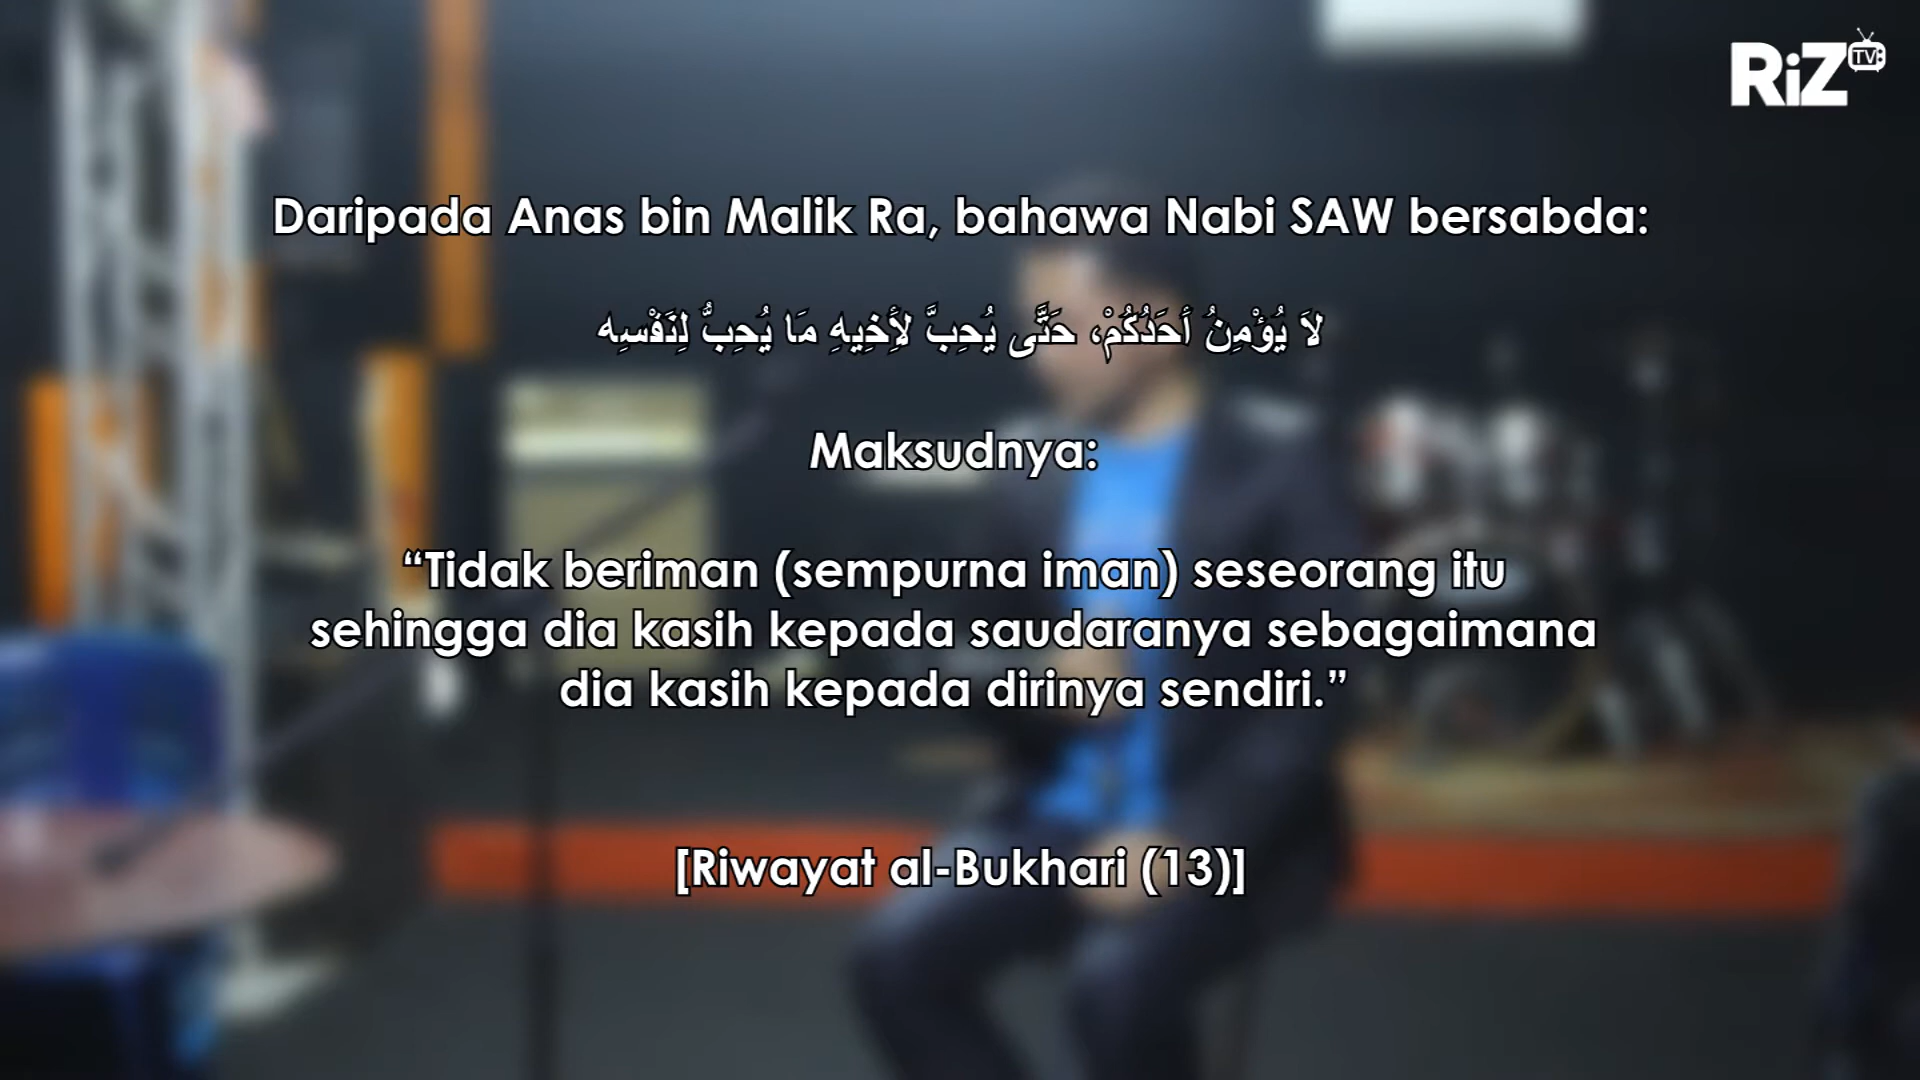 RiZ TV
Daripada Anas bin Malik Ra, bahawa Nabi SAW bersabda:
لاَ يُؤْمِنُ أَحَدُكُمْ، حَتَّى يُحِبَّ لِأَخِيهِ مَا يُحِبُّ لِنَفْسِه
Maksudnya:
“Tidak beriman (sempurna iman) seseorang itu
sehingga dia kasih kepada saudaranya sebagaimana
dia kasih kepada dirinya sendiri.”
[Riwayat al-Bukhari (13)]